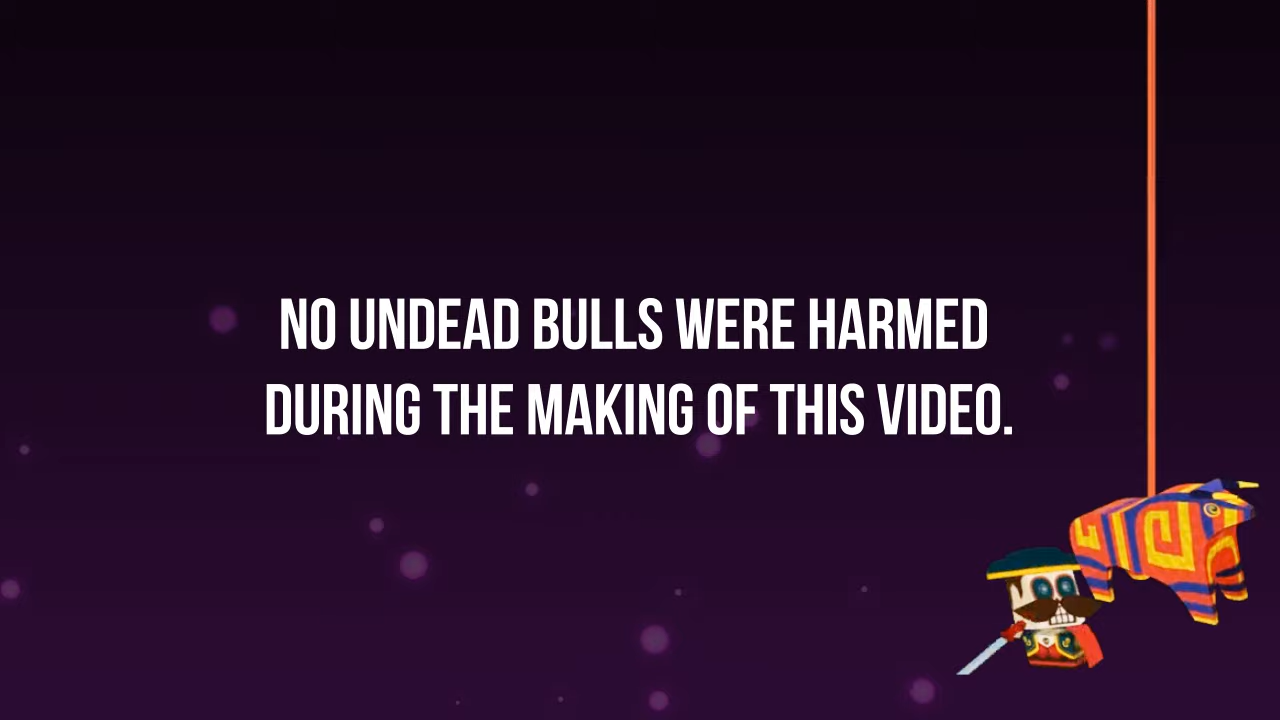 NO UNDEAD BULLS WERE HARMED
DURING THE MAKING OF THIS VIDEO.